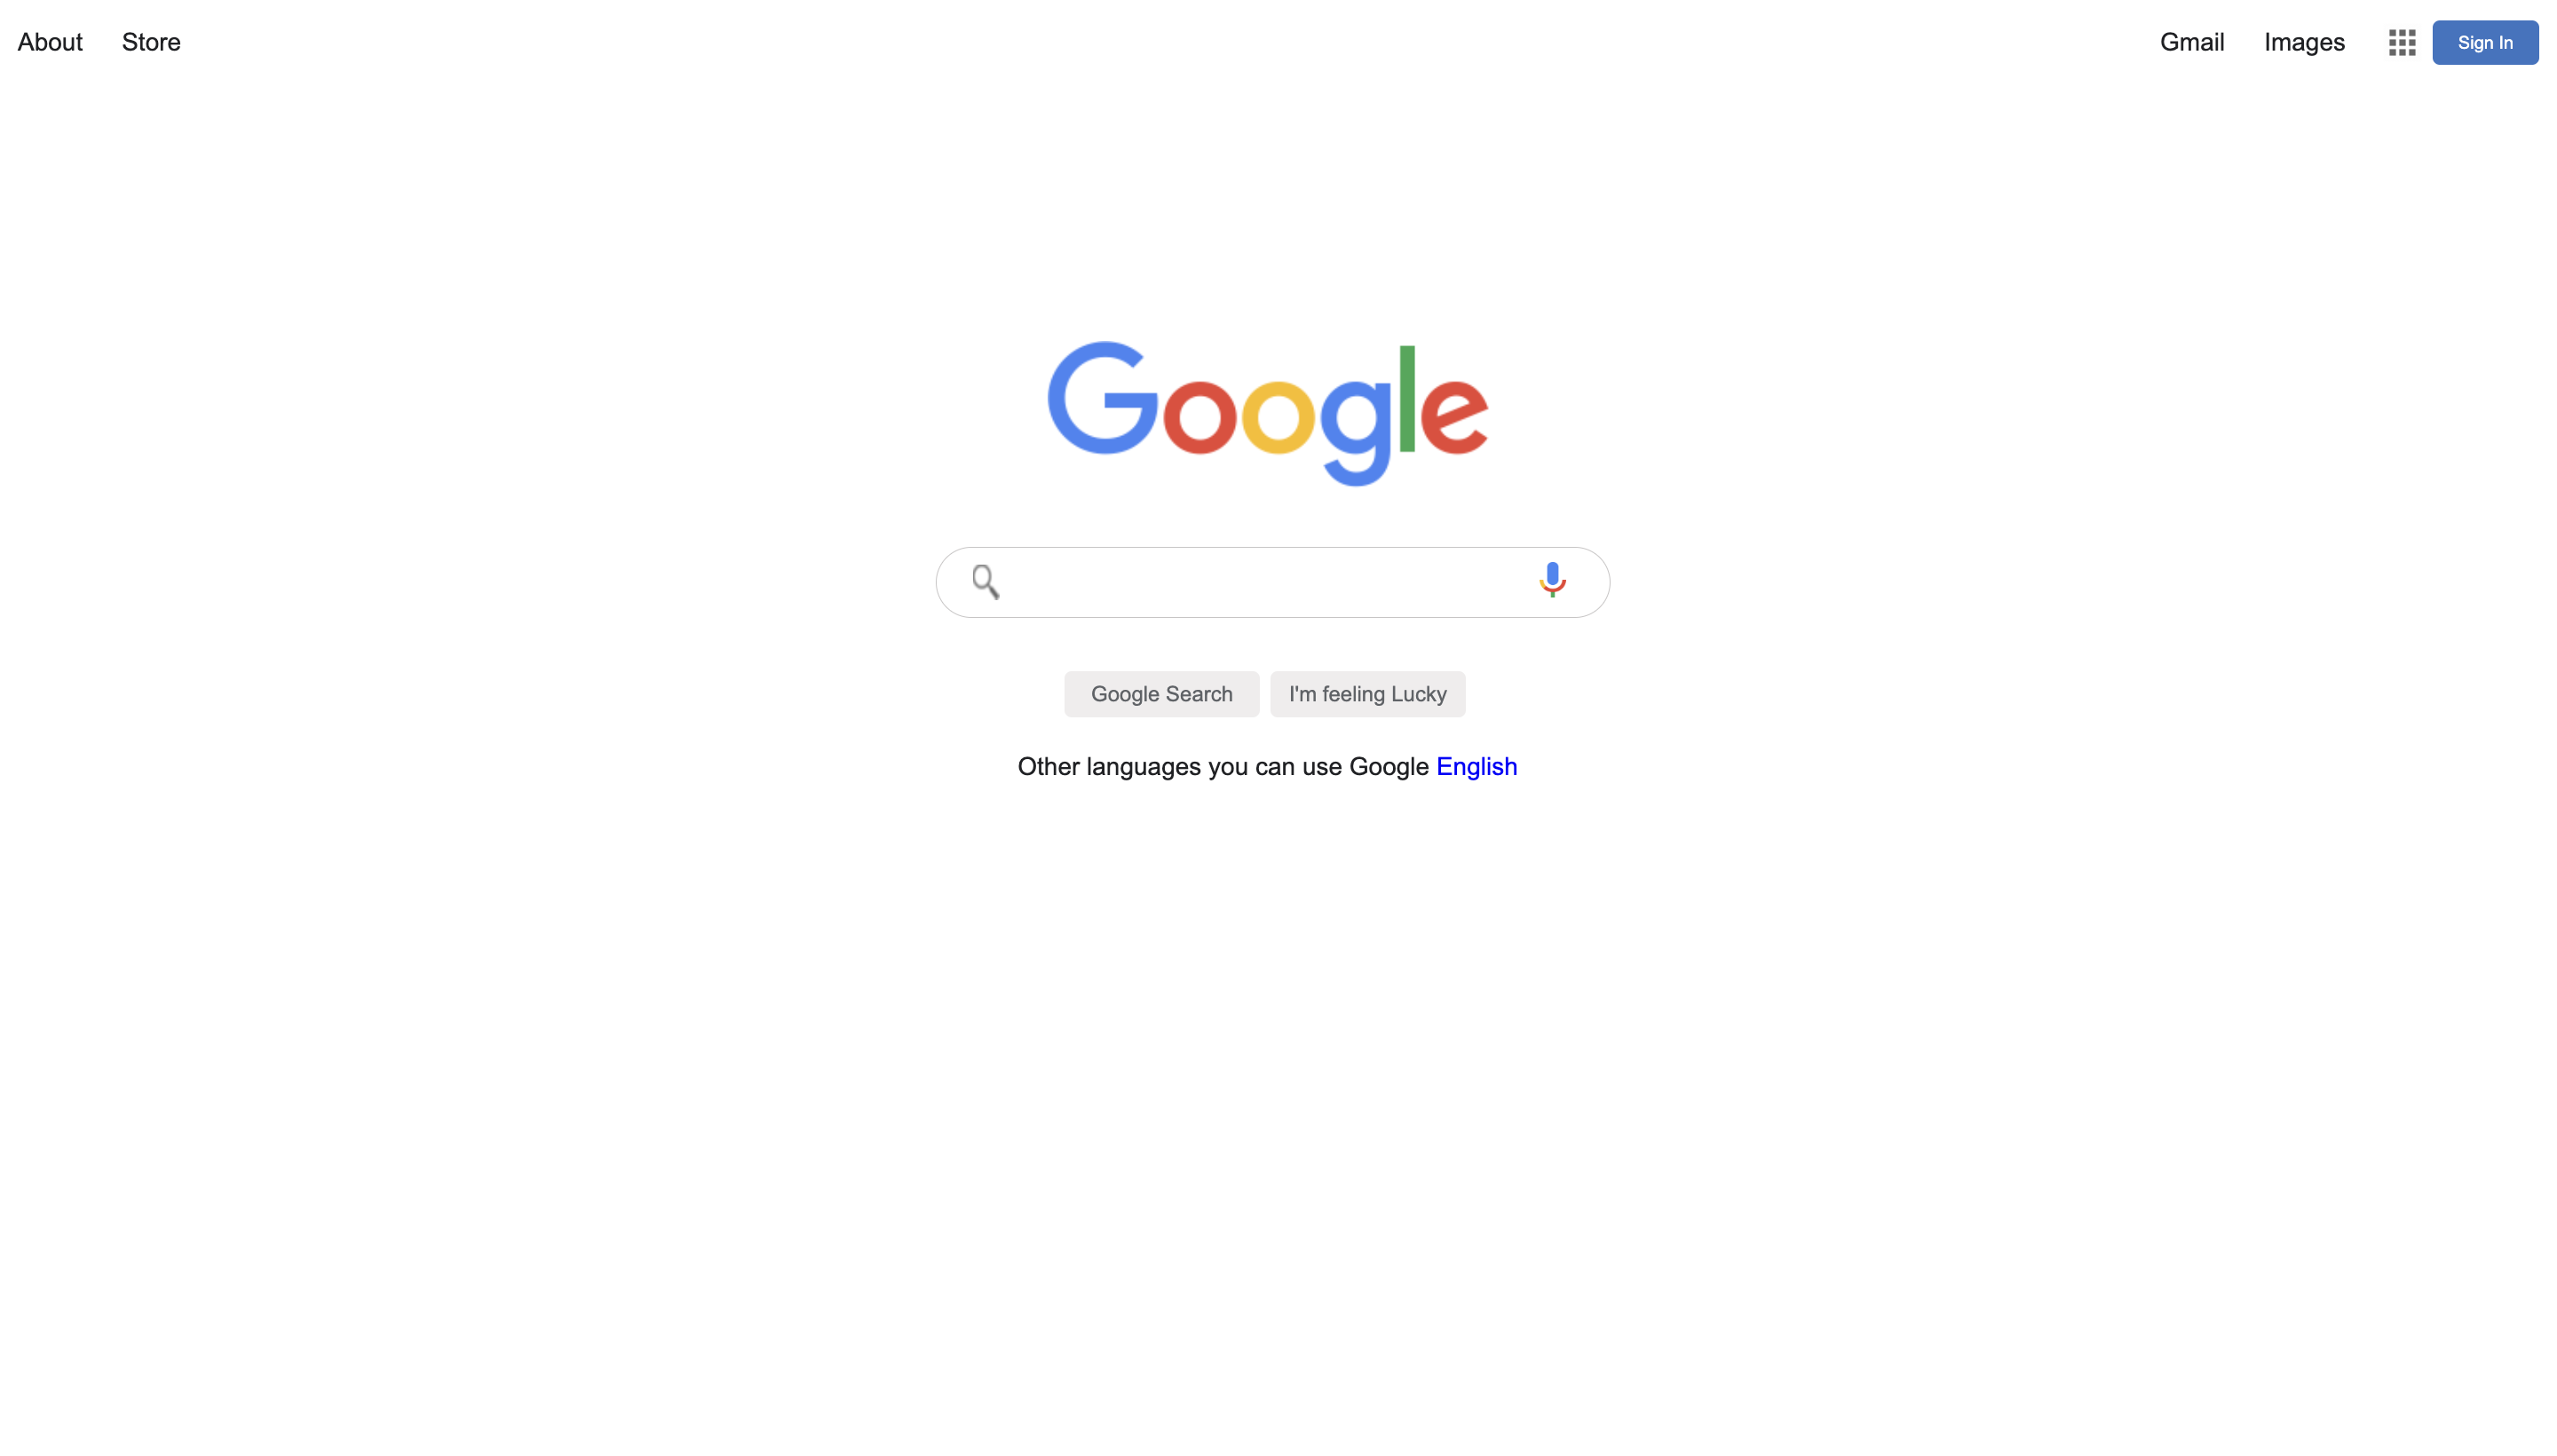 About Store Gmail Images Sign In
Google
Google Search I'm feeling Lucky
Other languages you can use Google English